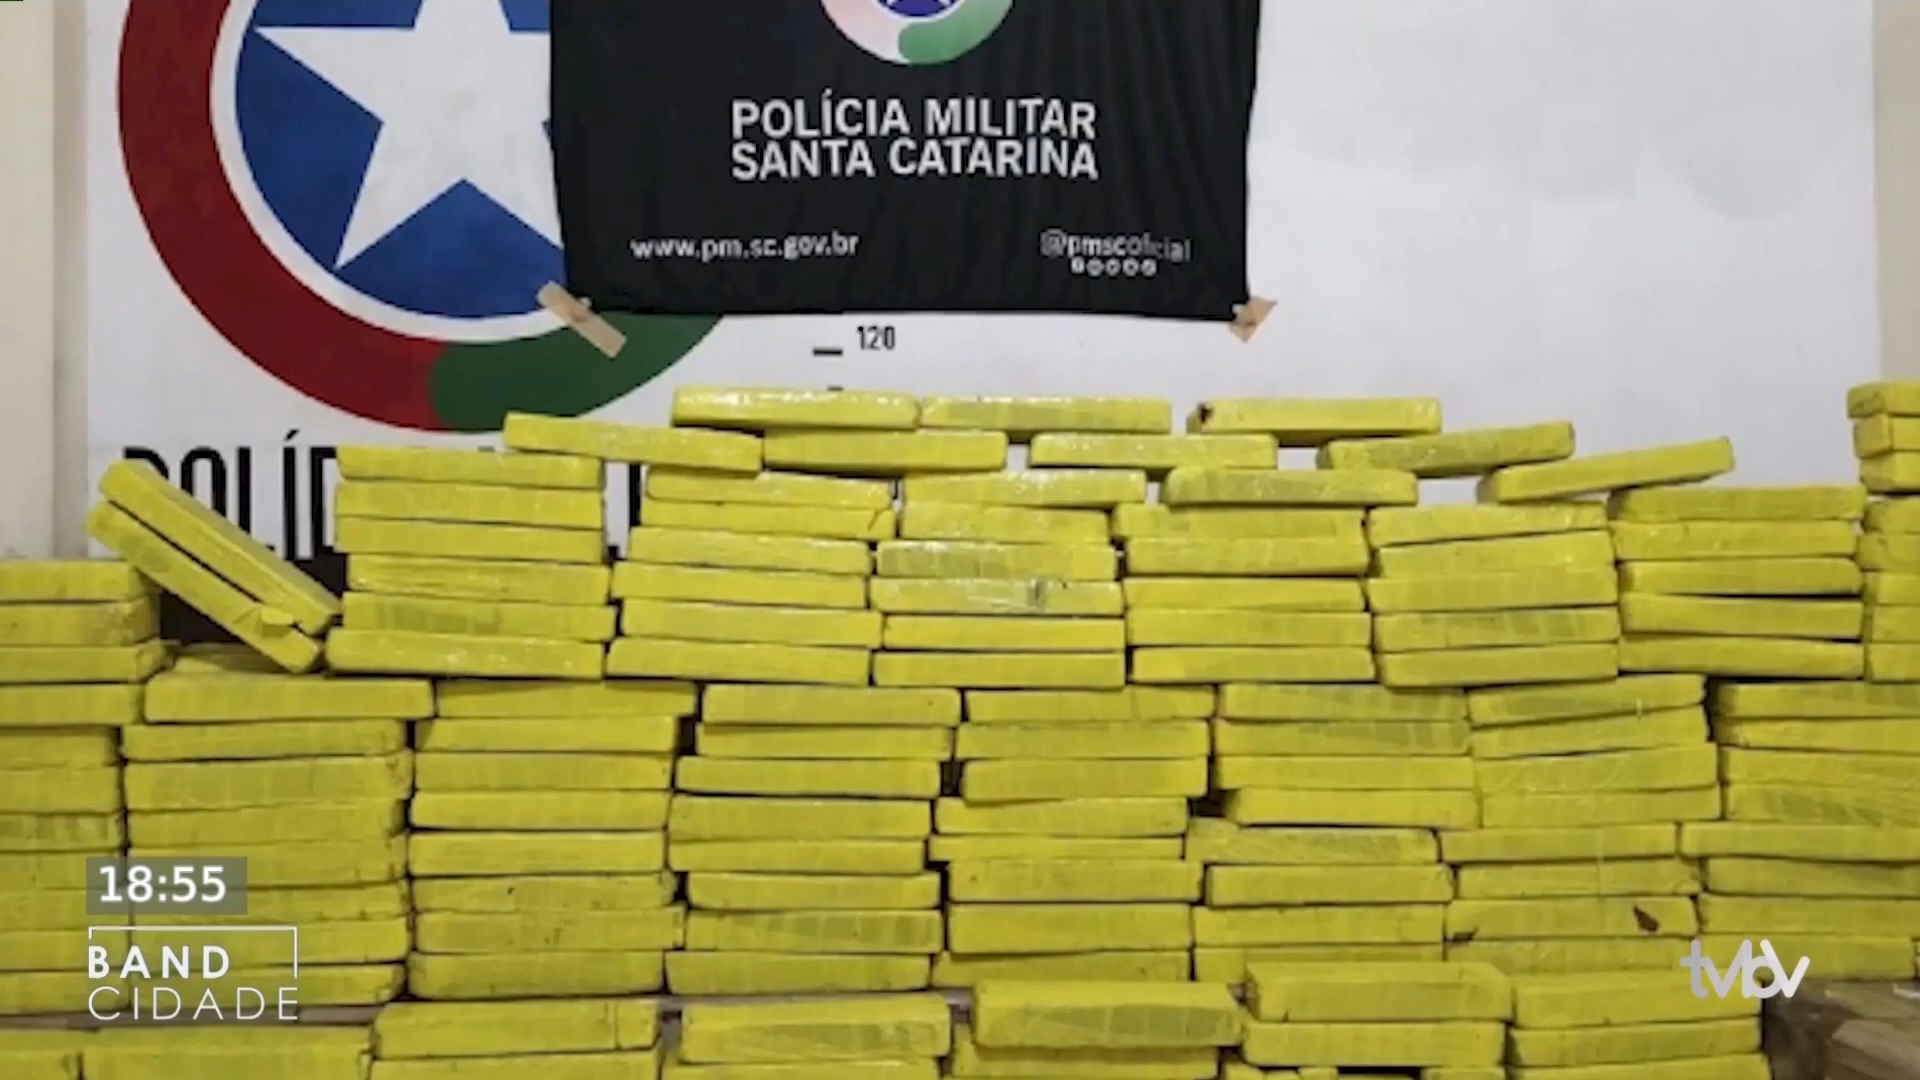 POLÍCIA MILITAR
SANTA CATARINA
www.pm.sc.gov.br
@pmscoficial
120
18:55
BAND
CIDADE
tvbv